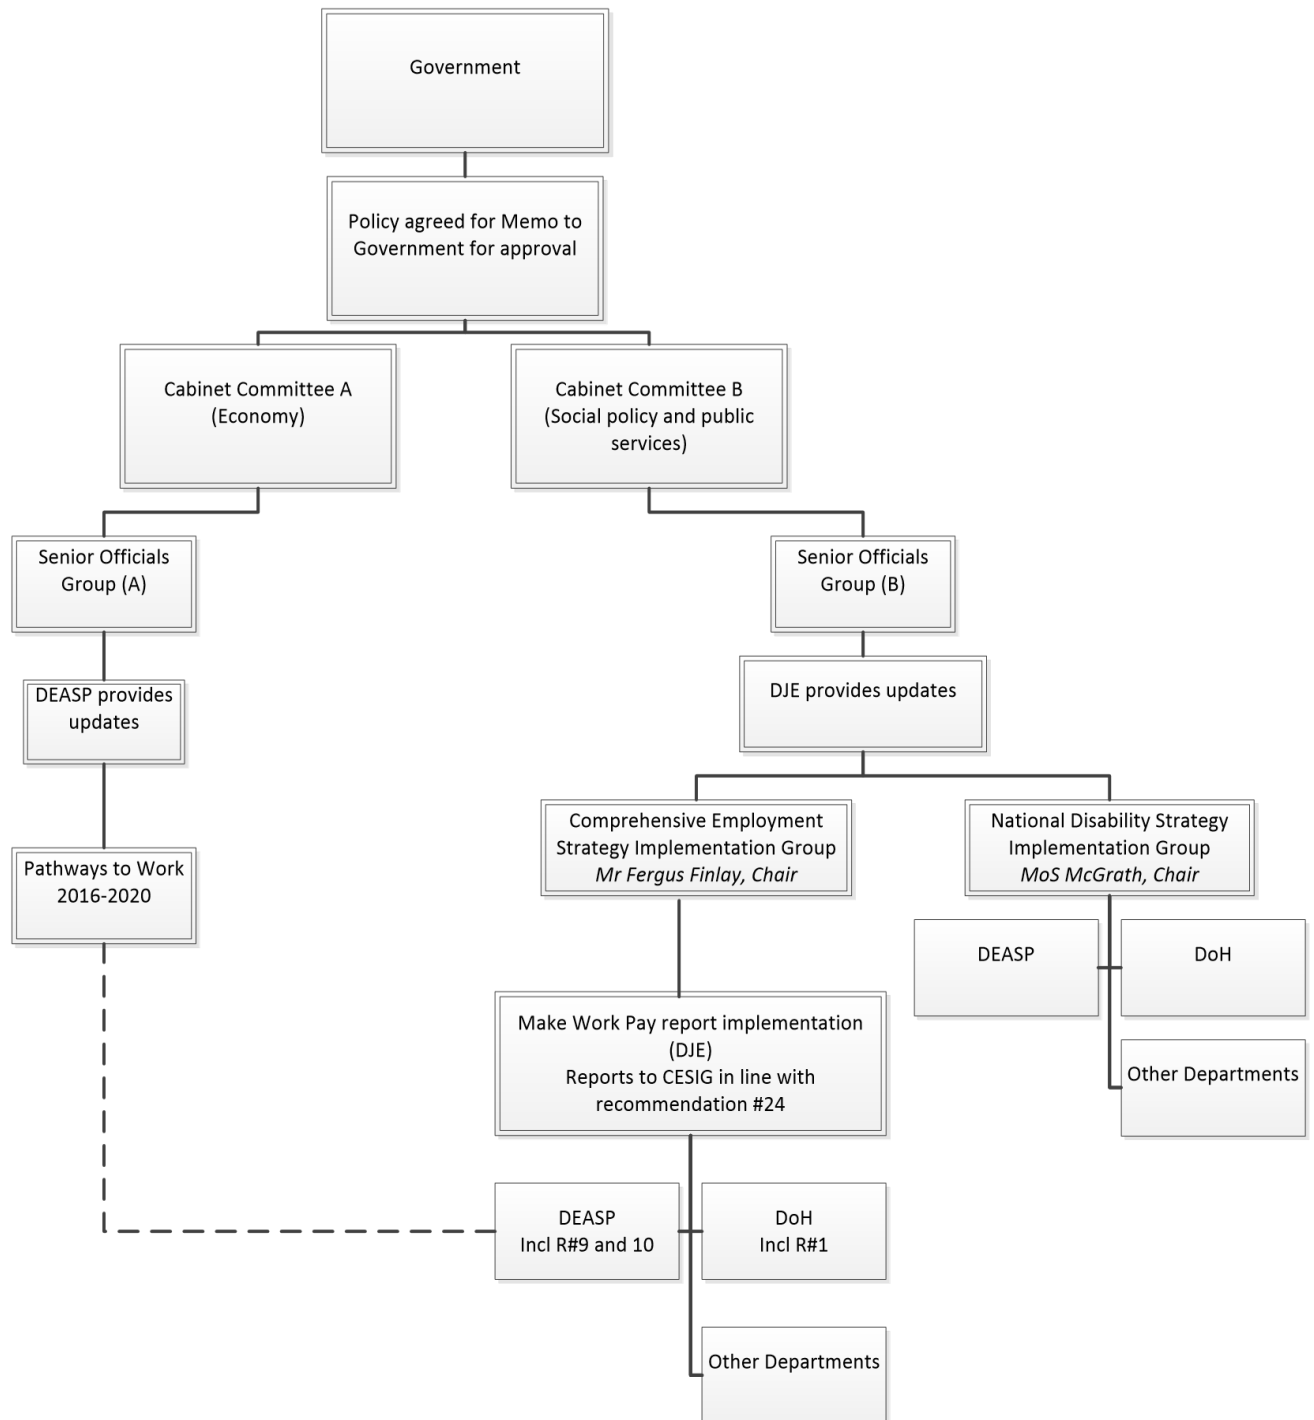 Government
Policy agreed for Memo to
Government for approval
Cabinet Committee A
(Economy)
Cabinet Committee B
(Social policy and public
services)
Senior Officials
Group (A)
Senior Officials
Group (B)
DEASP provides
updates
DJE provides updates
Pathways to Work
2016-2020
Comprehensive Employment
Strategy Implementation Group
Mr Fergus Finlay, Chair
National Disability Strategy
Implementation Group
MoS McGrath, Chair
DEASP
DoH
Other Departments
Make Work Pay report implementation
(DJE)
Reports to CESIG in line with
recommendation #24
DEASP
Incl R#9 and 10
DoH
Incl R#1
Other Departments